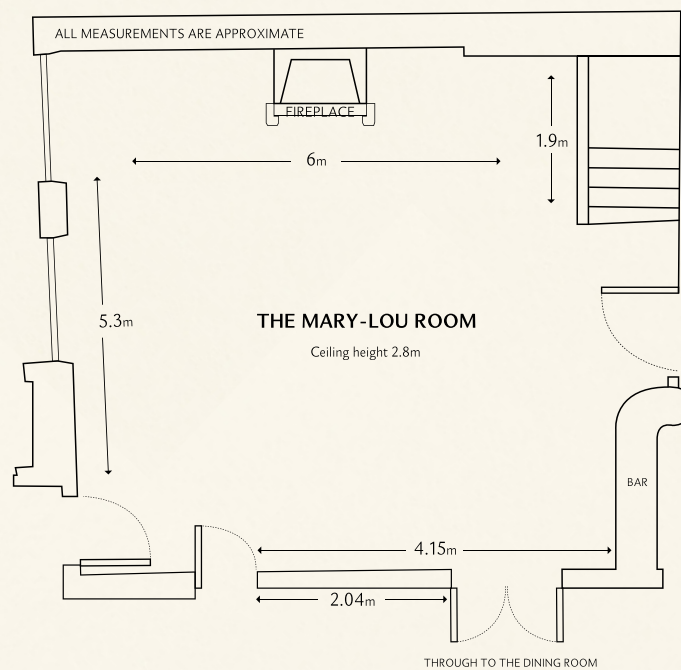 ALL MEASUREMENTS ARE APPROXIMATE
FIREPLACE
1.9m
6m
5.3m
THE MARY-LOU ROOM
Ceiling height 2.8m
BAR
4.15m
2.04m
THROUGH TO THE DINING ROOM